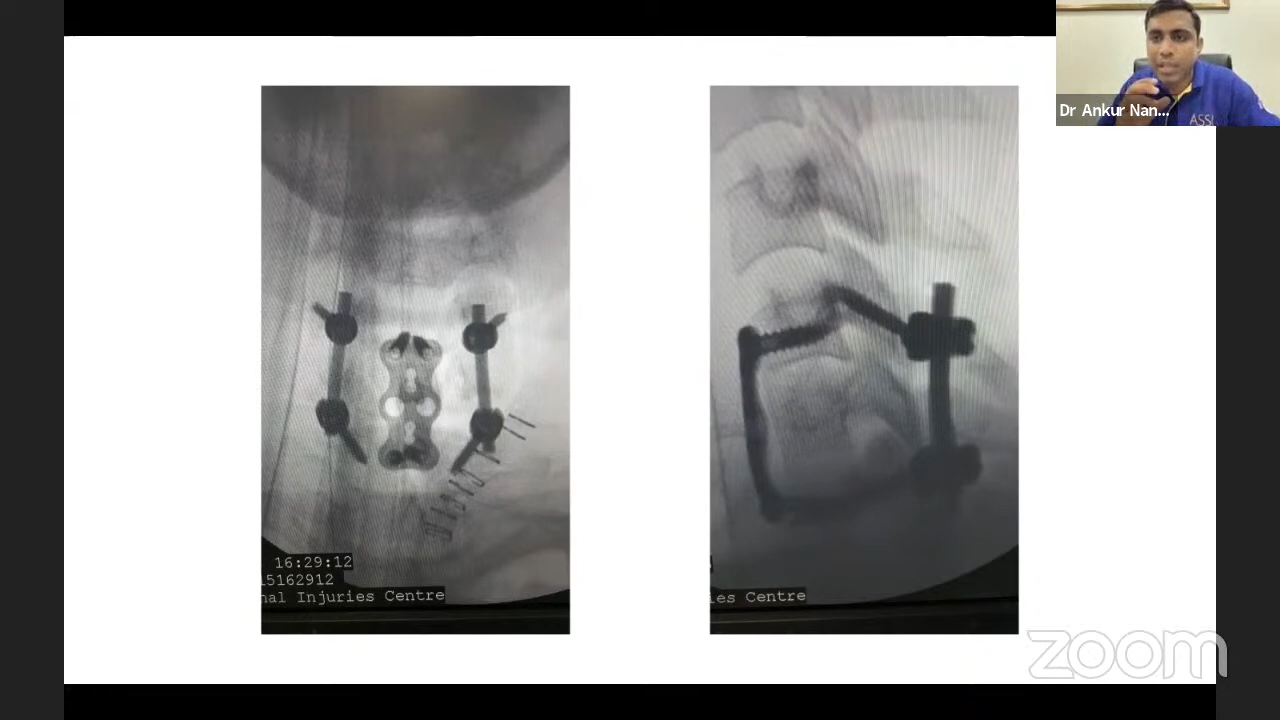 Dr Ankur Nan...
ASSI
16:29:12
15162912
nal Injuries Centre
ies Centre
zoom